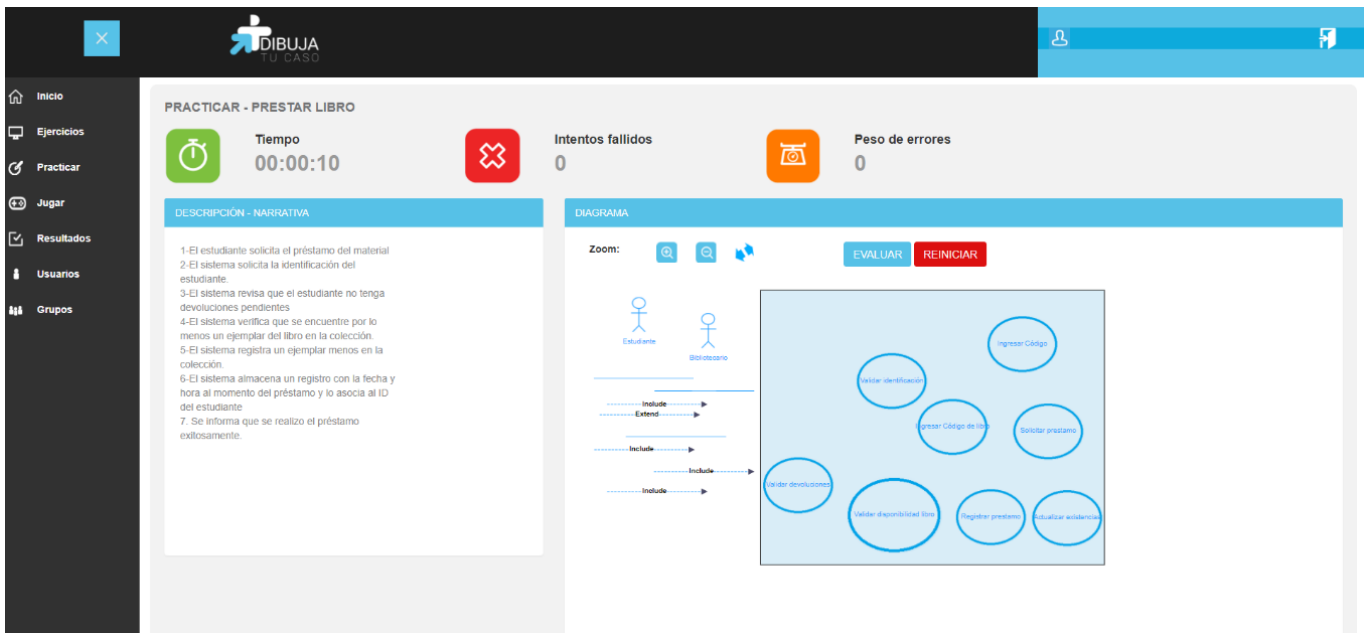 DIBUJA
TU CASO
Inicio
Ejercicios
Practicar
Jugar
Resultados
Usuarios
Grupos
PRACTICAR - PRESTAR LIBRO
Tiempo
00:00:10
Intentos fallidos
0
Peso de errores
0
DESCRIPCIÓN - NARRATIVA
1-El estudiante solicita el préstamo del material
2-El sistema solicita la identificación del
estudiante.
3-El sistema revisa que el estudiante no tenga
devoluciones pendientes
4-El sistema verifica que se encuentre por lo
menos un ejemplar del libro en la colección.
5-El sistema registra un ejemplar menos en la
colección.
6-El sistema almacena un registro con la fecha y
hora al momento del préstamo y lo asocia al ID
del estudiante
7. Se informa que se realizo el préstamo
exitosamente.
DIAGRAMA
Zoom:
EVALUAR
REINICIAR
Estudiante
Bibliotecario
Include
Extend
Include
Include
Include
Ingresar Código
Validar identificación
Ingresar Código de libro
Solicitar prestamo
Validar devoluciones
Validar disponibilidad libro
Registrar prestamo
Actualizar existencias